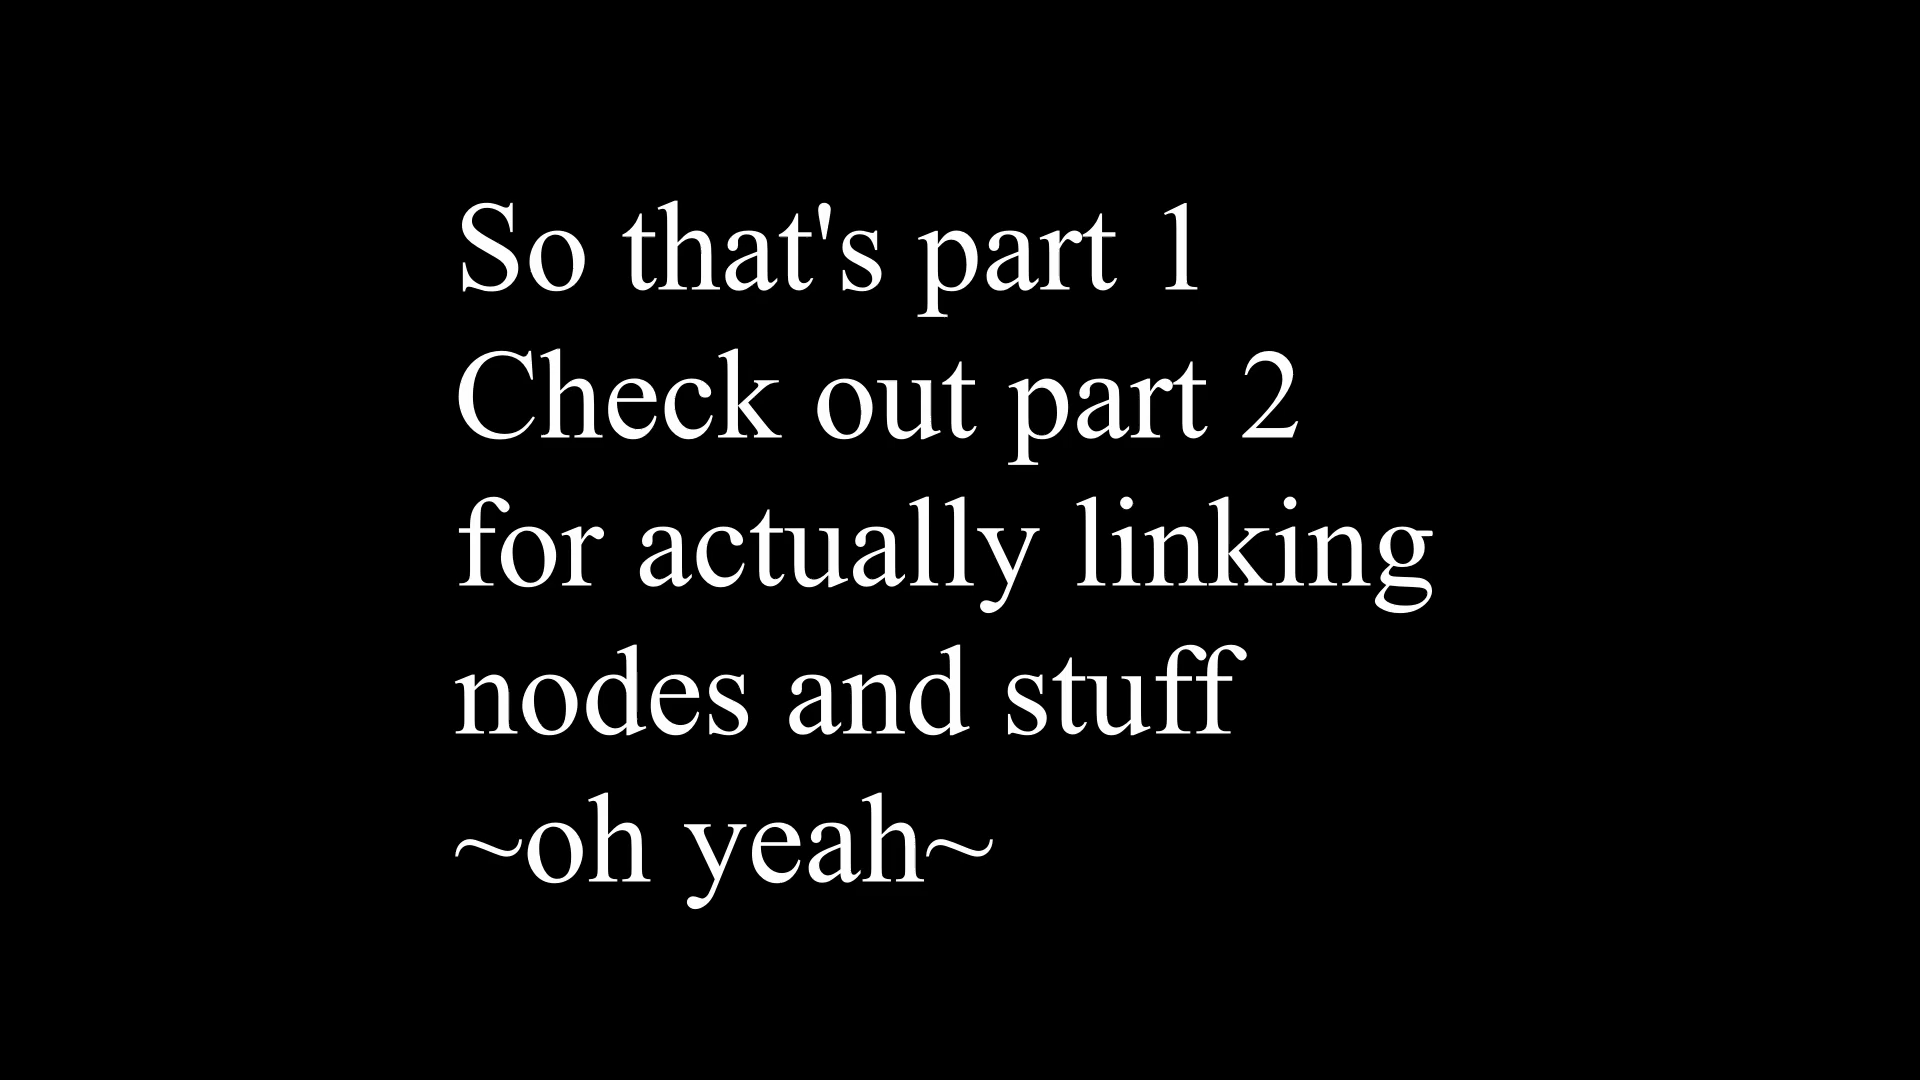 So that's part 1
Check out part 2
for actually linking
nodes and stuff
~oh yeah~